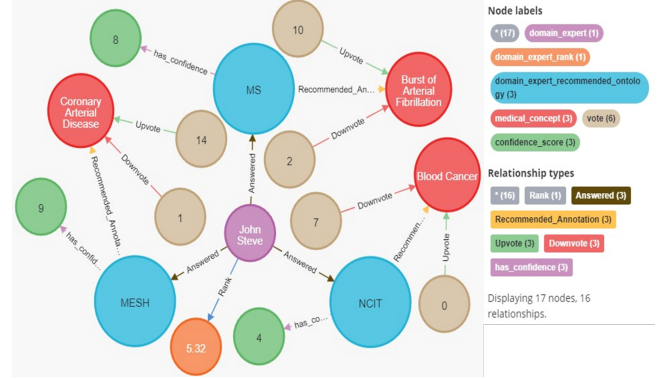 8
has_confidence
10
Upvote
MS
Recommended_An...
Burst of
Arterial
Fibrillation
Coronary
Arterial
Disease
Upvote
14
Downvote
2
Downvote
Answered
Blood Cancer
Recommended_Annota...
1
7
Downvote
9
has_confid...
John
Steve
Answered
Answered
Rank
Recommen...
Upvote
MESH
NCIT
0
5.32
4
has_co...
Node labels
* (17)
domain_expert (1)
domain_expert_rank (1)
domain_expert_recommended_ontolo
gy (3)
medical_concept (3)
vote (6)
confidence_score (3)
Relationship types
* (16)
Rank (1)
Answered (3)
Recommended_Annotation (3)
Upvote (3)
Downvote (3)
has_confidence (3)
Displaying 17 nodes, 16
relationships.